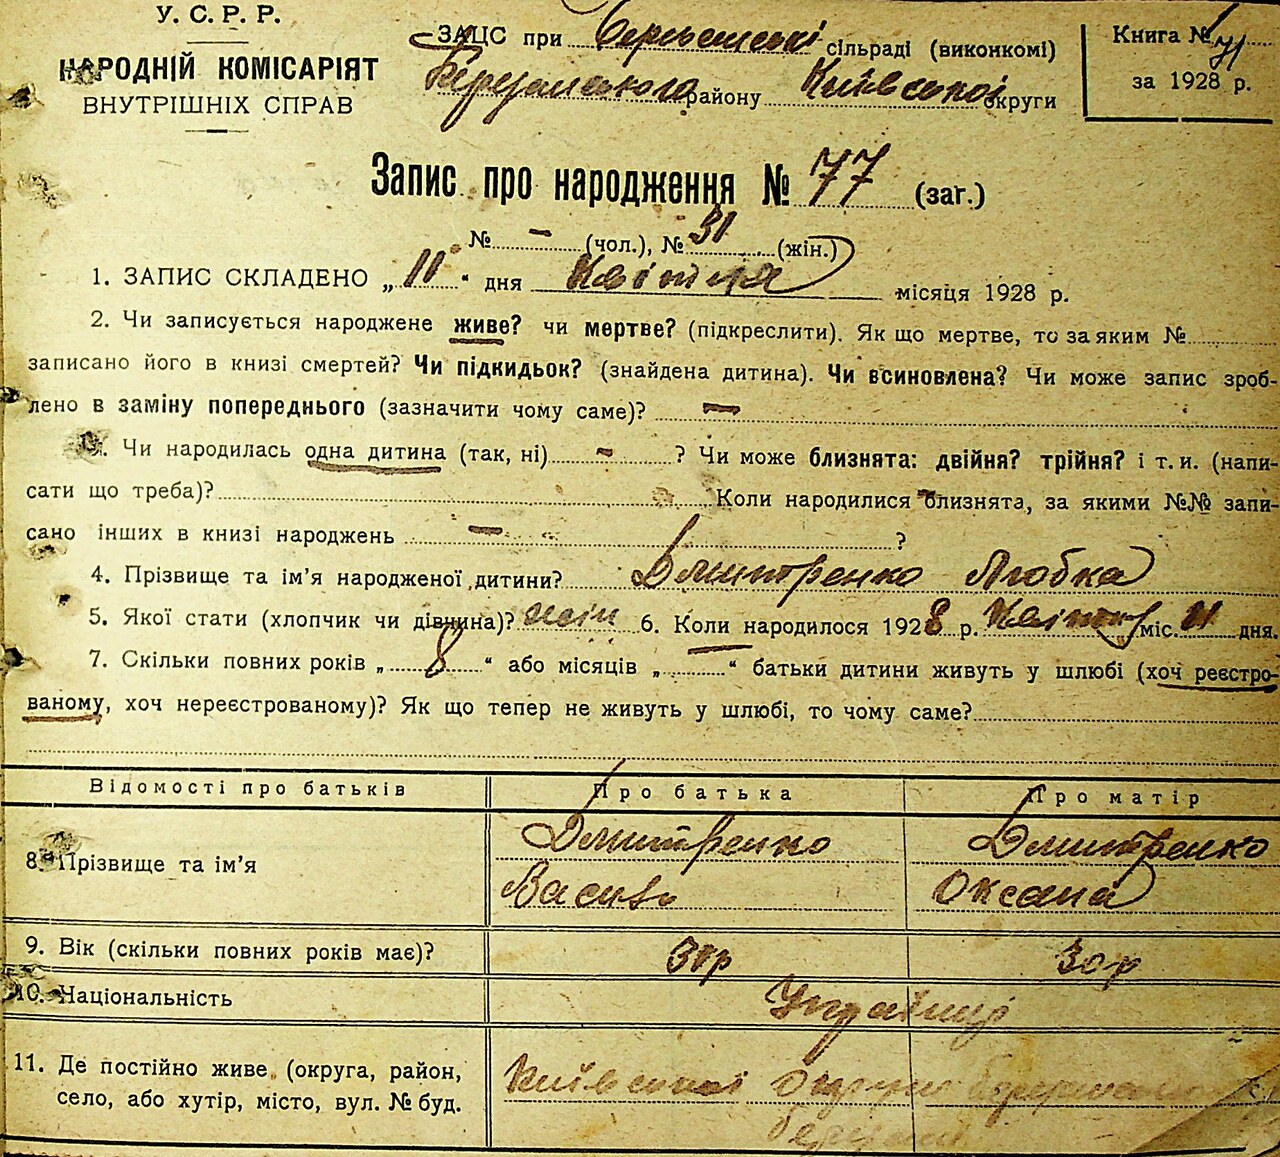 У. С. Р. Р.
НАРОДНІЙ КОМІСАРІЯТ
ВНУТРІШНІХ СПРАВ
ЗАЦС при сільраді (виконкомі)
району Київської округи
Книга №
за 1928 р.
Запис про народження № 77 (заг.)
№ - (чол.), № 31 (жін.)
1. ЗАПИС СКЛАДЕНО „ 11 “ дня Квітня місяця 1928 р.
2. Чи записується народжене живе? чи мертве? (підкреслити). Як що мертве, то за яким №
записано його в книзі смертей? Чи підкидьок? (знайдена дитина). Чи всиновлена? Чи може запис зроб-
лено в заміну попереднього (зазначити чому саме)? —
3. Чи народилась одна дитина (так, ні) - ? Чи може близнята: двійня? трійня? і т. и. (напи-
сати що треба)? Коли народилися близнята, за якими №№ запи-
сано інших в книзі народжень — ?
4. Прізвище та ім’я народженої дитини? Дмитренко Любка
5. Якої стати (хлопчик чи дівчина)? жін 6. Коли народилося 1928 р. міс. 11 дня.
7. Скільки повних років „ 8 “ або місяців „ “ батьки дитини живуть у шлюбі (хоч реєстро-
ваному, хоч нереєстрованому)? Як що тепер не живуть у шлюбі, то чому саме?
Відомості про батьків Про батька Про матір
8. Прізвище та ім’я Дмитренко Дмитренко
Василь Оксана
9. Вік (скільки повних років має)? 30р
10. Національність Українці
11. Де постійно живе (округа, район, Київської округи
село, або хутір, місто, вул. № буд.